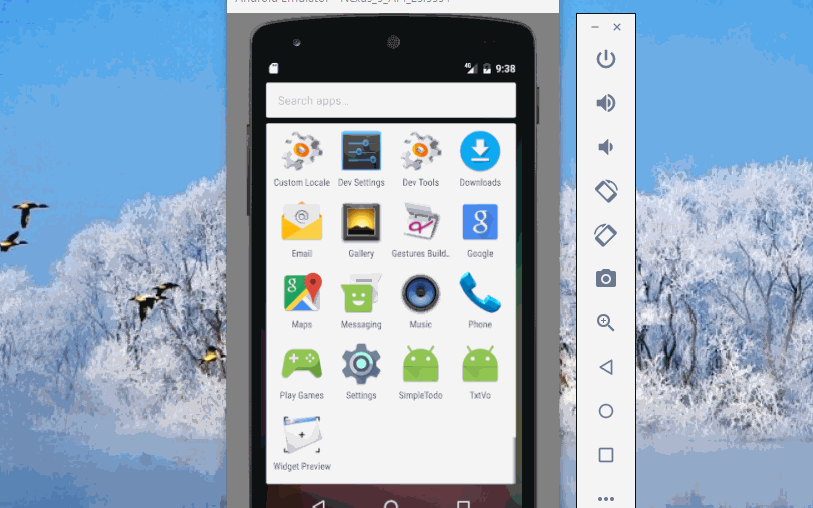 4G 9:38
Search apps...
Custom Locale Dev Settings Dev Tools Downloads
Email Gallery Gestures Build.. Google
Maps Messaging Music Phone
Play Games Settings SimpleTodo TxtVo
Widget Preview